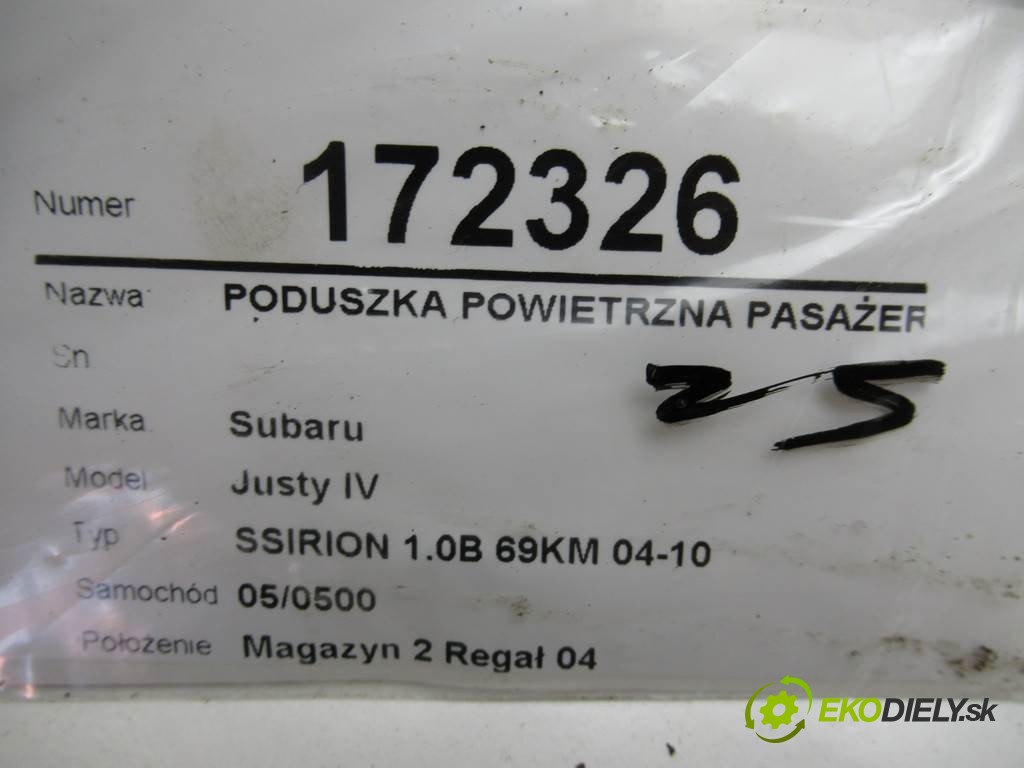 Numer 172326
Nazwa PODUSZKA POWIETRZNA PASAŻER
Sn
25
Marka Subaru
Model Justy IV
Typ SSIRION 1.0B 69KM 04-10
Samochód 05/0500
Położenie Magazyn 2 Regał 04
EKODIELY.sk